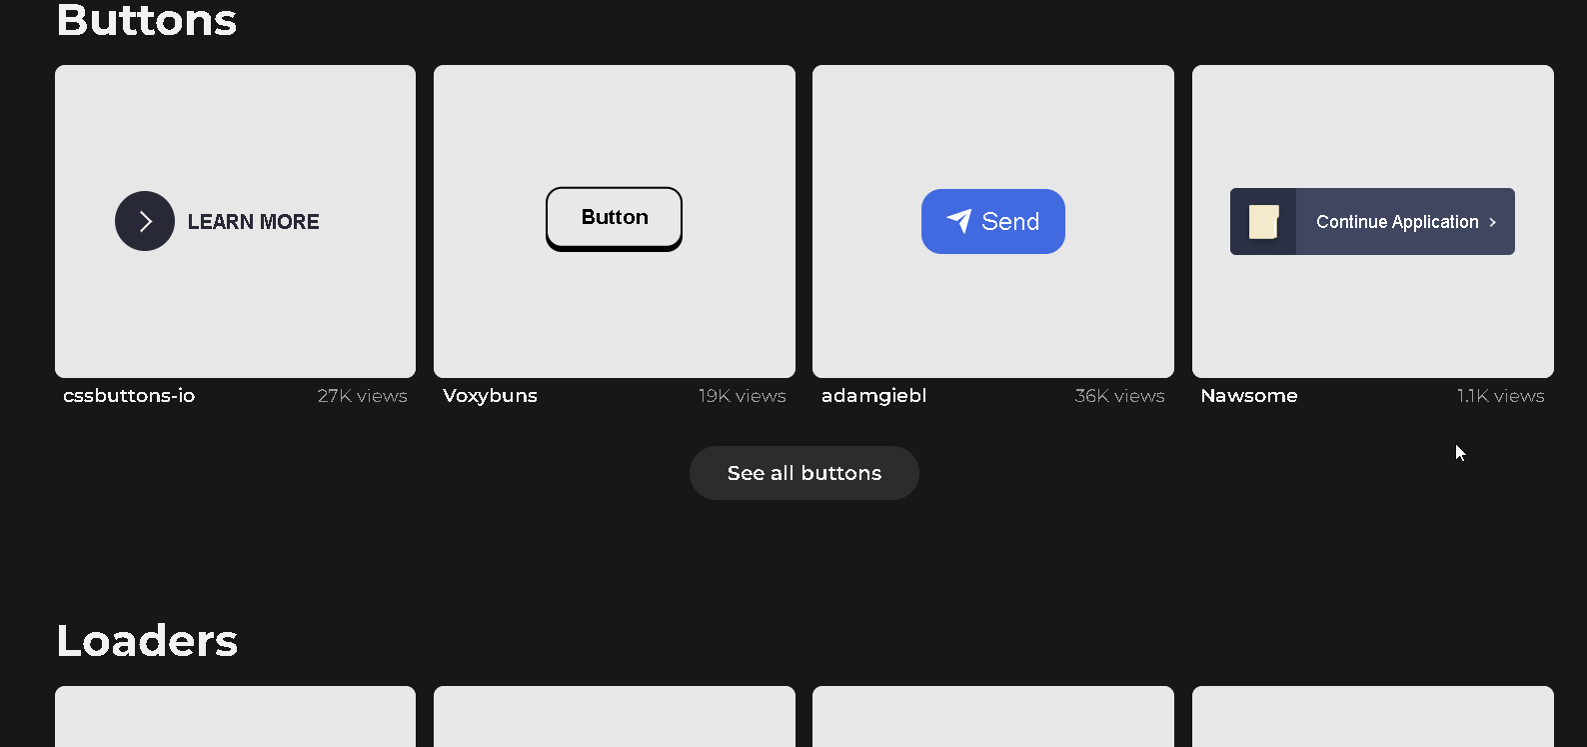 Buttons
LEARN MORE
Button
Send
Continue Application
cssbuttons-io 27K views
Voxybuns 19K views
adamgiebl 36K views
Nawsome 1.1K views
See all buttons
Loaders